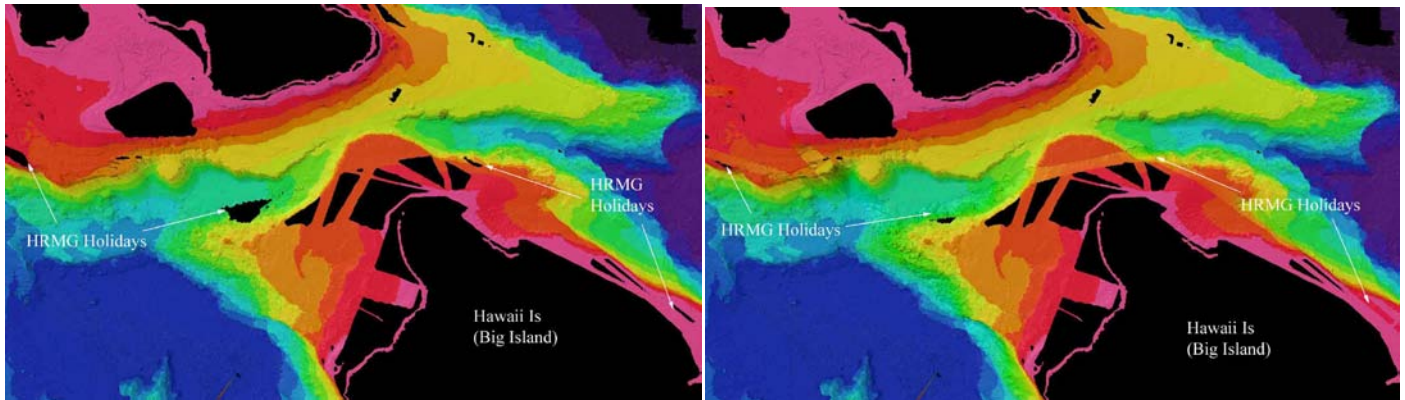 HRMG
Holidays
HRMG Holidays
Hawaii Is
(Big Island)
HRMG Holidays
HRMG Holidays
Hawaii Is
(Big Island)